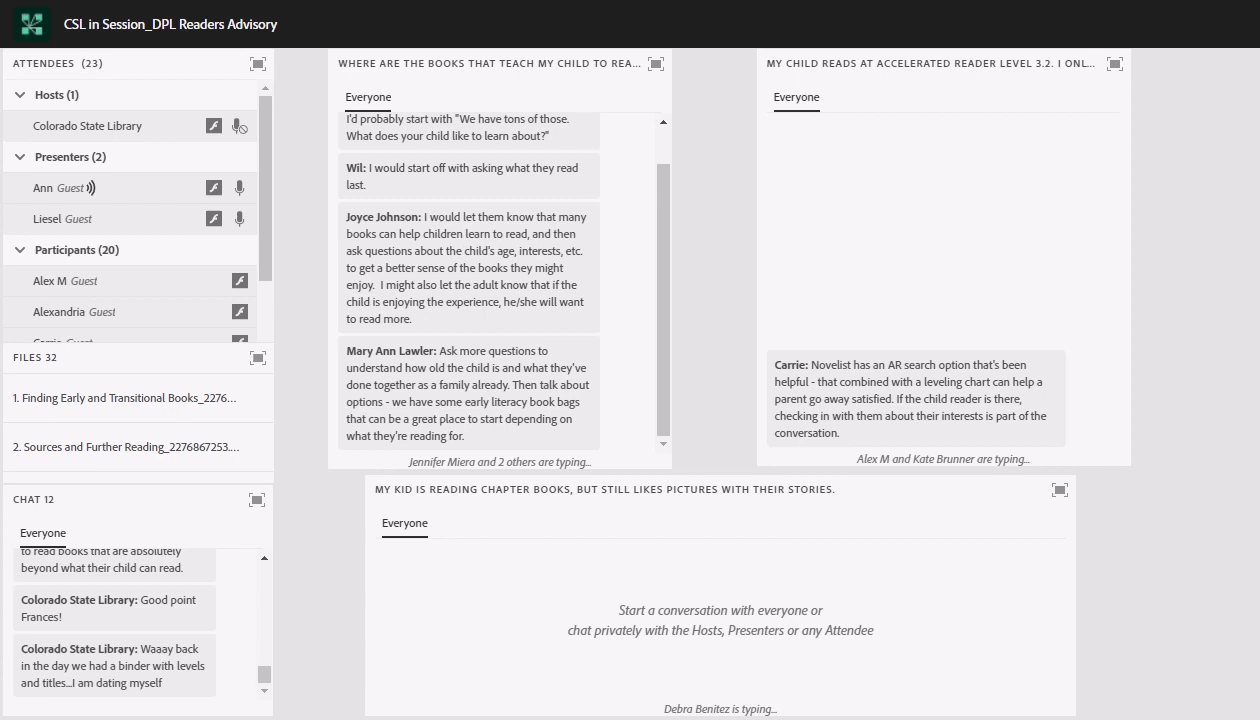 CSL in Session_DPL Readers Advisory
ATTENDEES (23)
Hosts (1)
Colorado State Library
Presenters (2)
Ann Guest
Liesel Guest
Participants (20)
Alex M Guest
Alexandria Guest
Carrie Guest
FILES 32
1. Finding Early and Transitional Books_2276...
2. Sources and Further Reading_2276867253....
CHAT 12
Everyone
to read books that are absolutely
beyond what their child can read.
Colorado State Library: Good point
Frances!
Colorado State Library: Waaay back
in the day we had a binder with levels
and titles...I am dating myself
WHERE ARE THE BOOKS THAT TEACH MY CHILD TO REA...
Everyone
I'd probably start with "We have tons of those.
What does your child like to learn about?"
Wil: I would start off with asking what they read
last.
Joyce Johnson: I would let them know that many
books can help children learn to read, and then
ask questions about the child's age, interests, etc.
to get a better sense of the books they might
enjoy. I might also let the adult know that if the
child is enjoying the experience, he/she will want
to read more.
Mary Ann Lawler: Ask more questions to
understand how old the child is and what they've
done together as a family already. Then talk about
options - we have some early literacy book bags
that can be a great place to start depending on
what they're reading for.
Jennifer Miera and 2 others are typing...
MY CHILD READS AT ACCELERATED READER LEVEL 3.2. I ONL...
Everyone
Carrie: Novelist has an AR search option that's been
helpful - that combined with a leveling chart can help a
parent go away satisfied. If the child reader is there,
checking in with them about their interests is part of the
conversation.
Alex M and Kate Brunner are typing...
MY KID IS READING CHAPTER BOOKS, BUT STILL LIKES PICTURES WITH THEIR STORIES.
Everyone
Start a conversation with everyone or
chat privately with the Hosts, Presenters or any Attendee
Debra Benitez is typing...